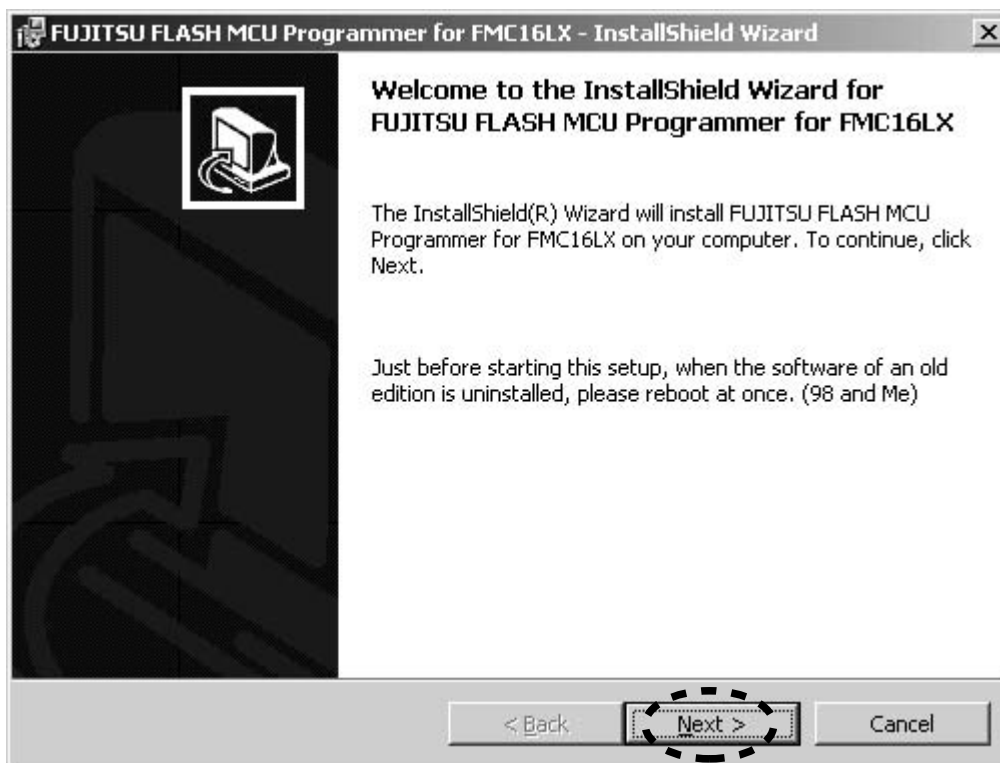 FUJITSU FLASH MCU Programmer for FMC16LX - InstallShield Wizard
Welcome to the InstallShield Wizard for
FUJITSU FLASH MCU Programmer for FMC16LX
The InstallShield(R) Wizard will install FUJITSU FLASH MCU
Programmer for FMC16LX on your computer. To continue, click
Next.
Just before starting this setup, when the software of an old
edition is uninstalled, please reboot at once. (98 and Me)
< Back
Next >
Cancel